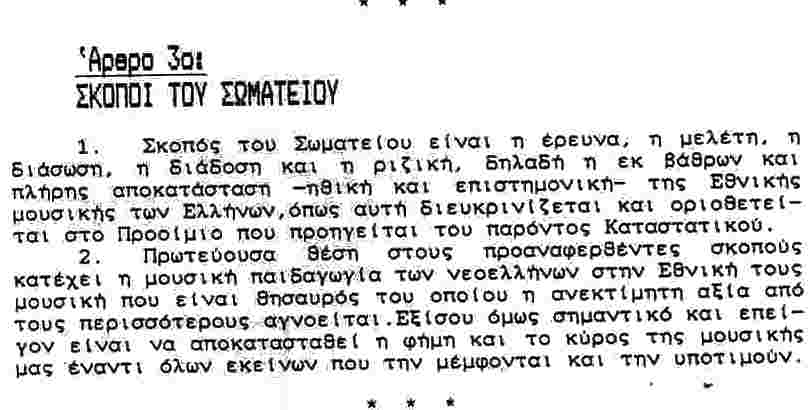 * * *
'Αρθρο 3ο:
ΣΚΟΠΟΙ ΤΟΥ ΣΩΜΑΤΕΙΟΥ
1. Σκοπός του Σωματείου είναι η έρευνα, η μελέτη, η
διάσωση, η διάδοση και η ριζική, δηλαδή η εκ βάθρων και
πλήρης αποκατάσταση -ηθική και επιστημονική- της Εθνικής
μουσικής των Ελλήνων,όπως αυτή διευκρινίζεται και οριοθετεί-
ται στο Προοίμιο που προηγείται του παρόντος Καταστατικού.
2. Πρωτεύουσα θέση στους προαναφερθέντες σκοπούς
κατέχει η μουσική παιδαγωγία των νεοελλήνων στην Εθνική τους
μουσική που είναι θησαυρός του οποίου η ανεκτίμητη αξία από
τους περισσότερους αγνοείται.Εξίσου όμως σημαντικό και επεί-
γον είναι να αποκατασταθεί η φήμη και το κύρος της μουσικής
μας έναντι όλων εκείνων που την μέμφονται και την υποτιμούν.
* * *